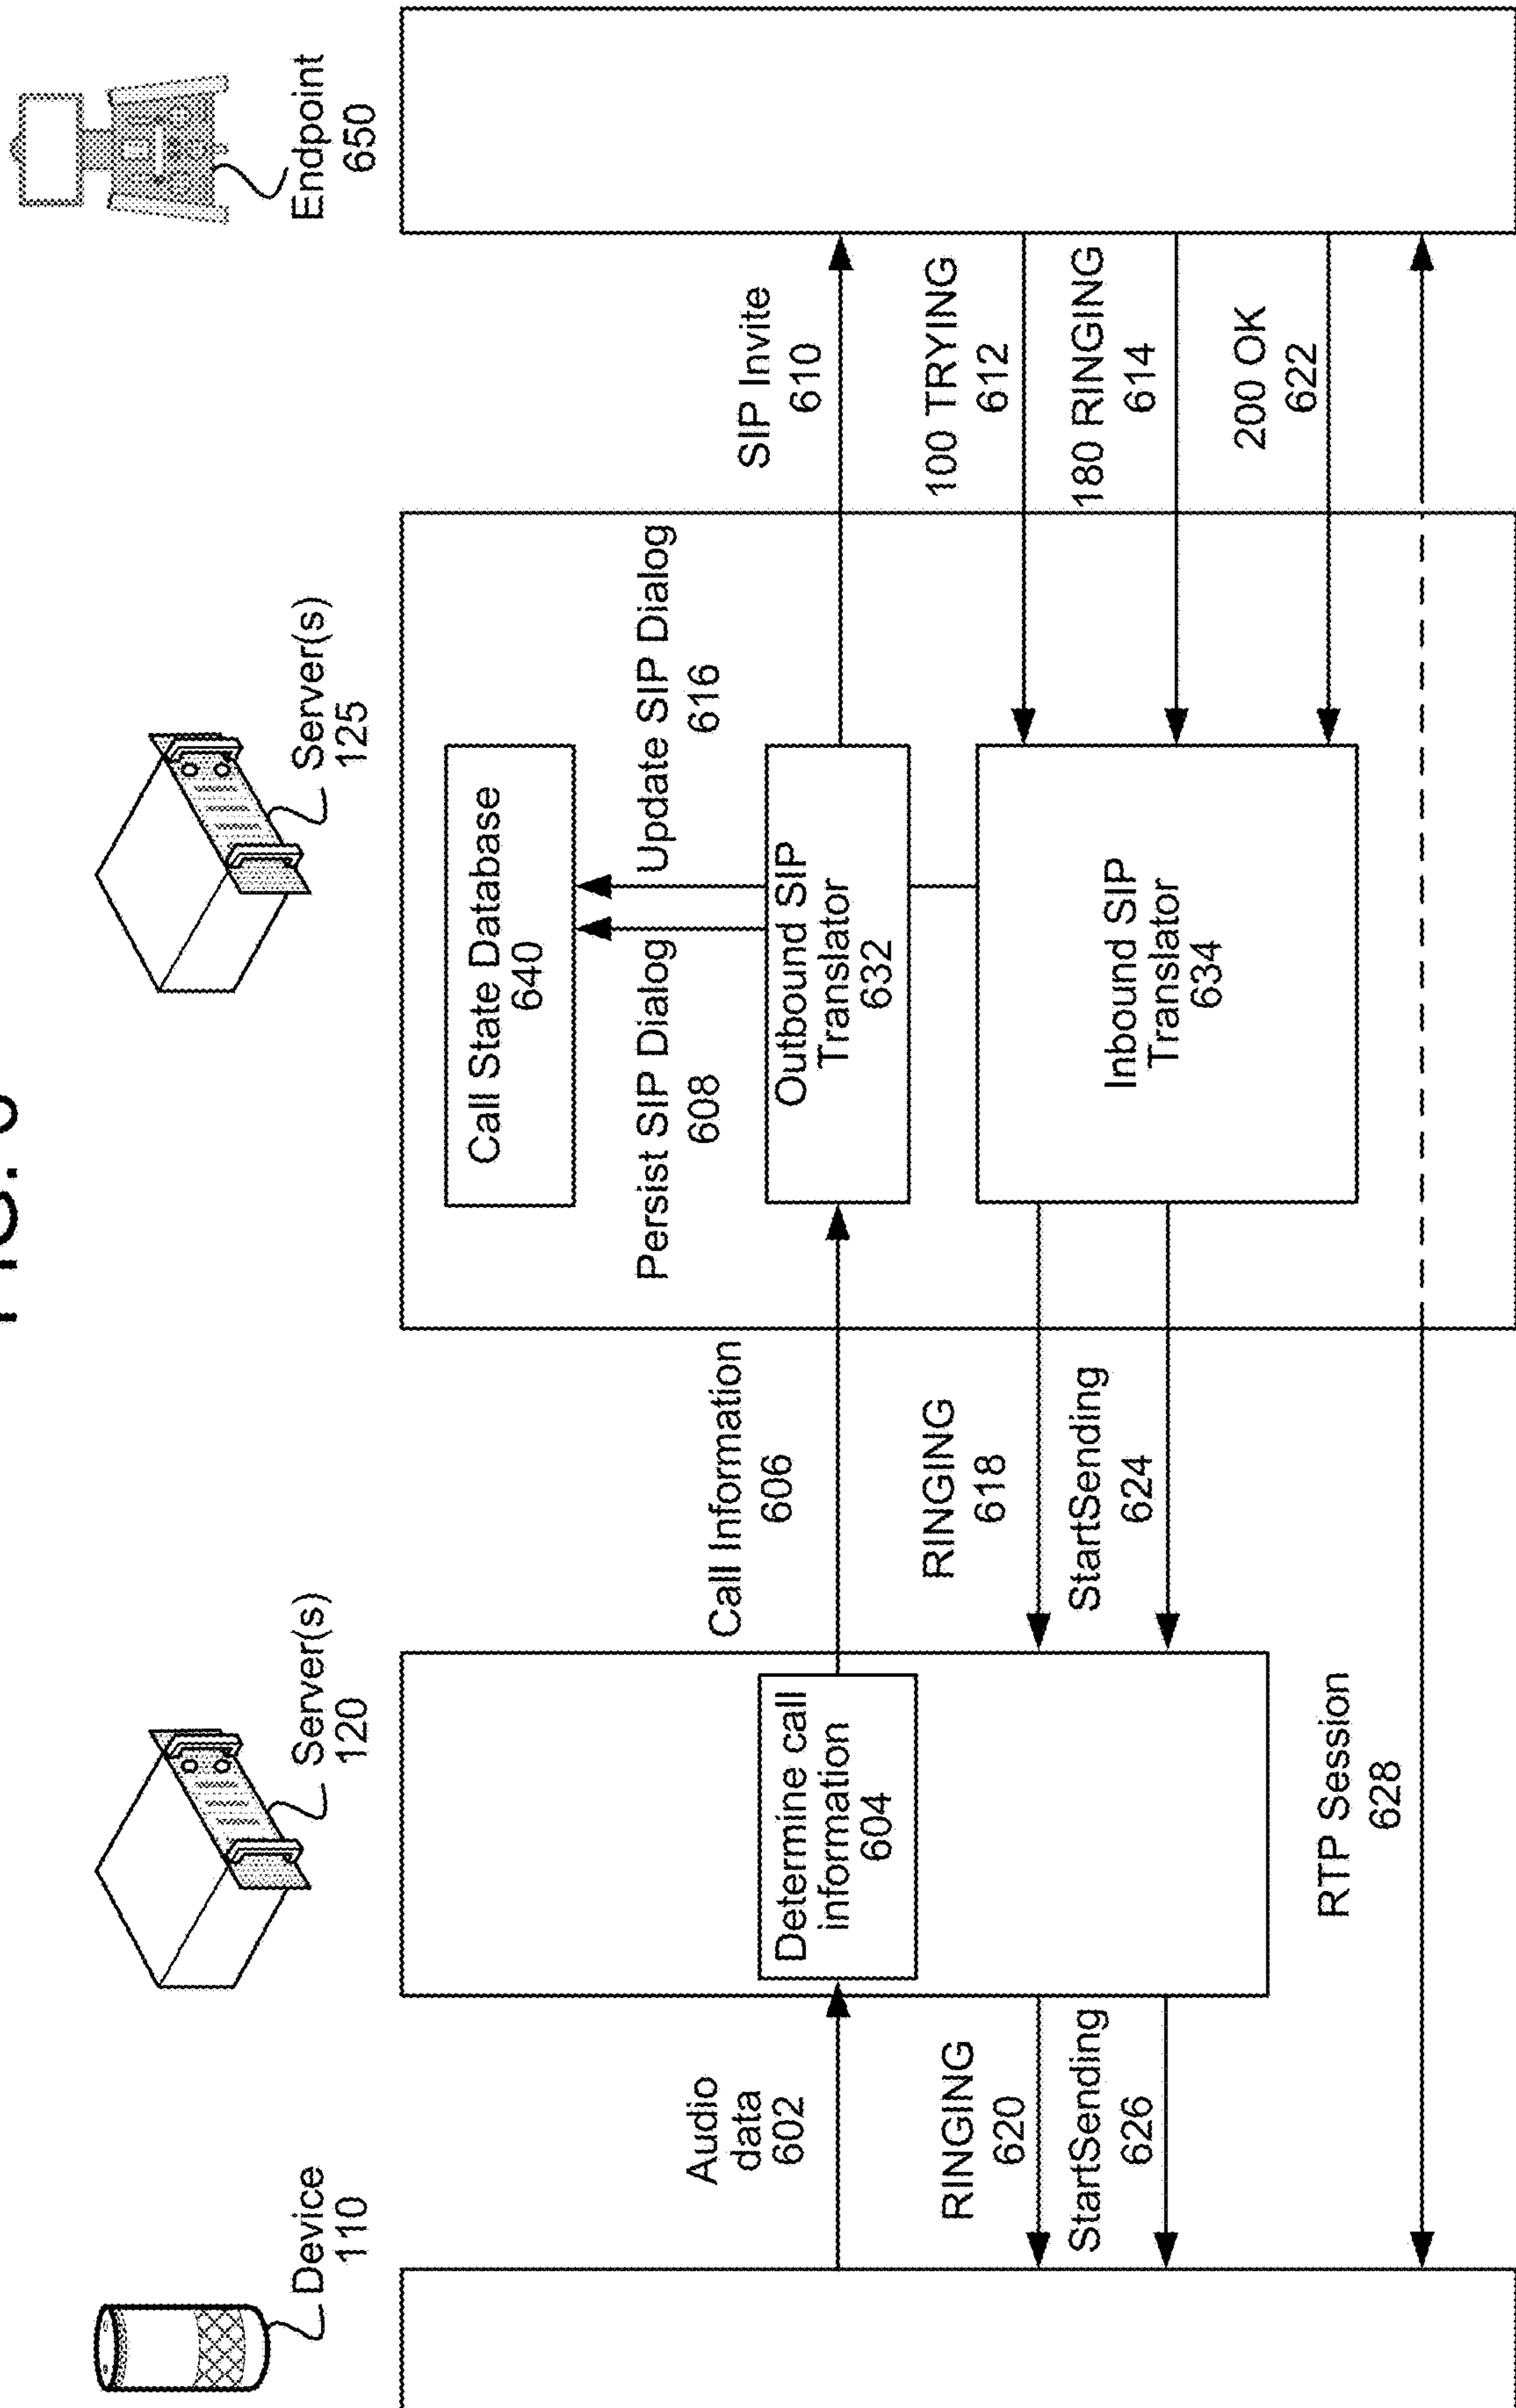 Device
110
Server(s)
120
Server(s)
125
Endpoint
650
Audio
data
602
Determine call
information
604
Call Information
606
Call State Database
640
Persist SIP Dialog
608
Update SIP Dialog
616
Outbound SIP
Translator
632
SIP Invite
610
100 TRYING
612
180 RINGING
614
Inbound SIP
Translator
634
RINGING
618
RINGING
620
200 OK
622
StartSending
624
StartSending
626
RTP Session
628